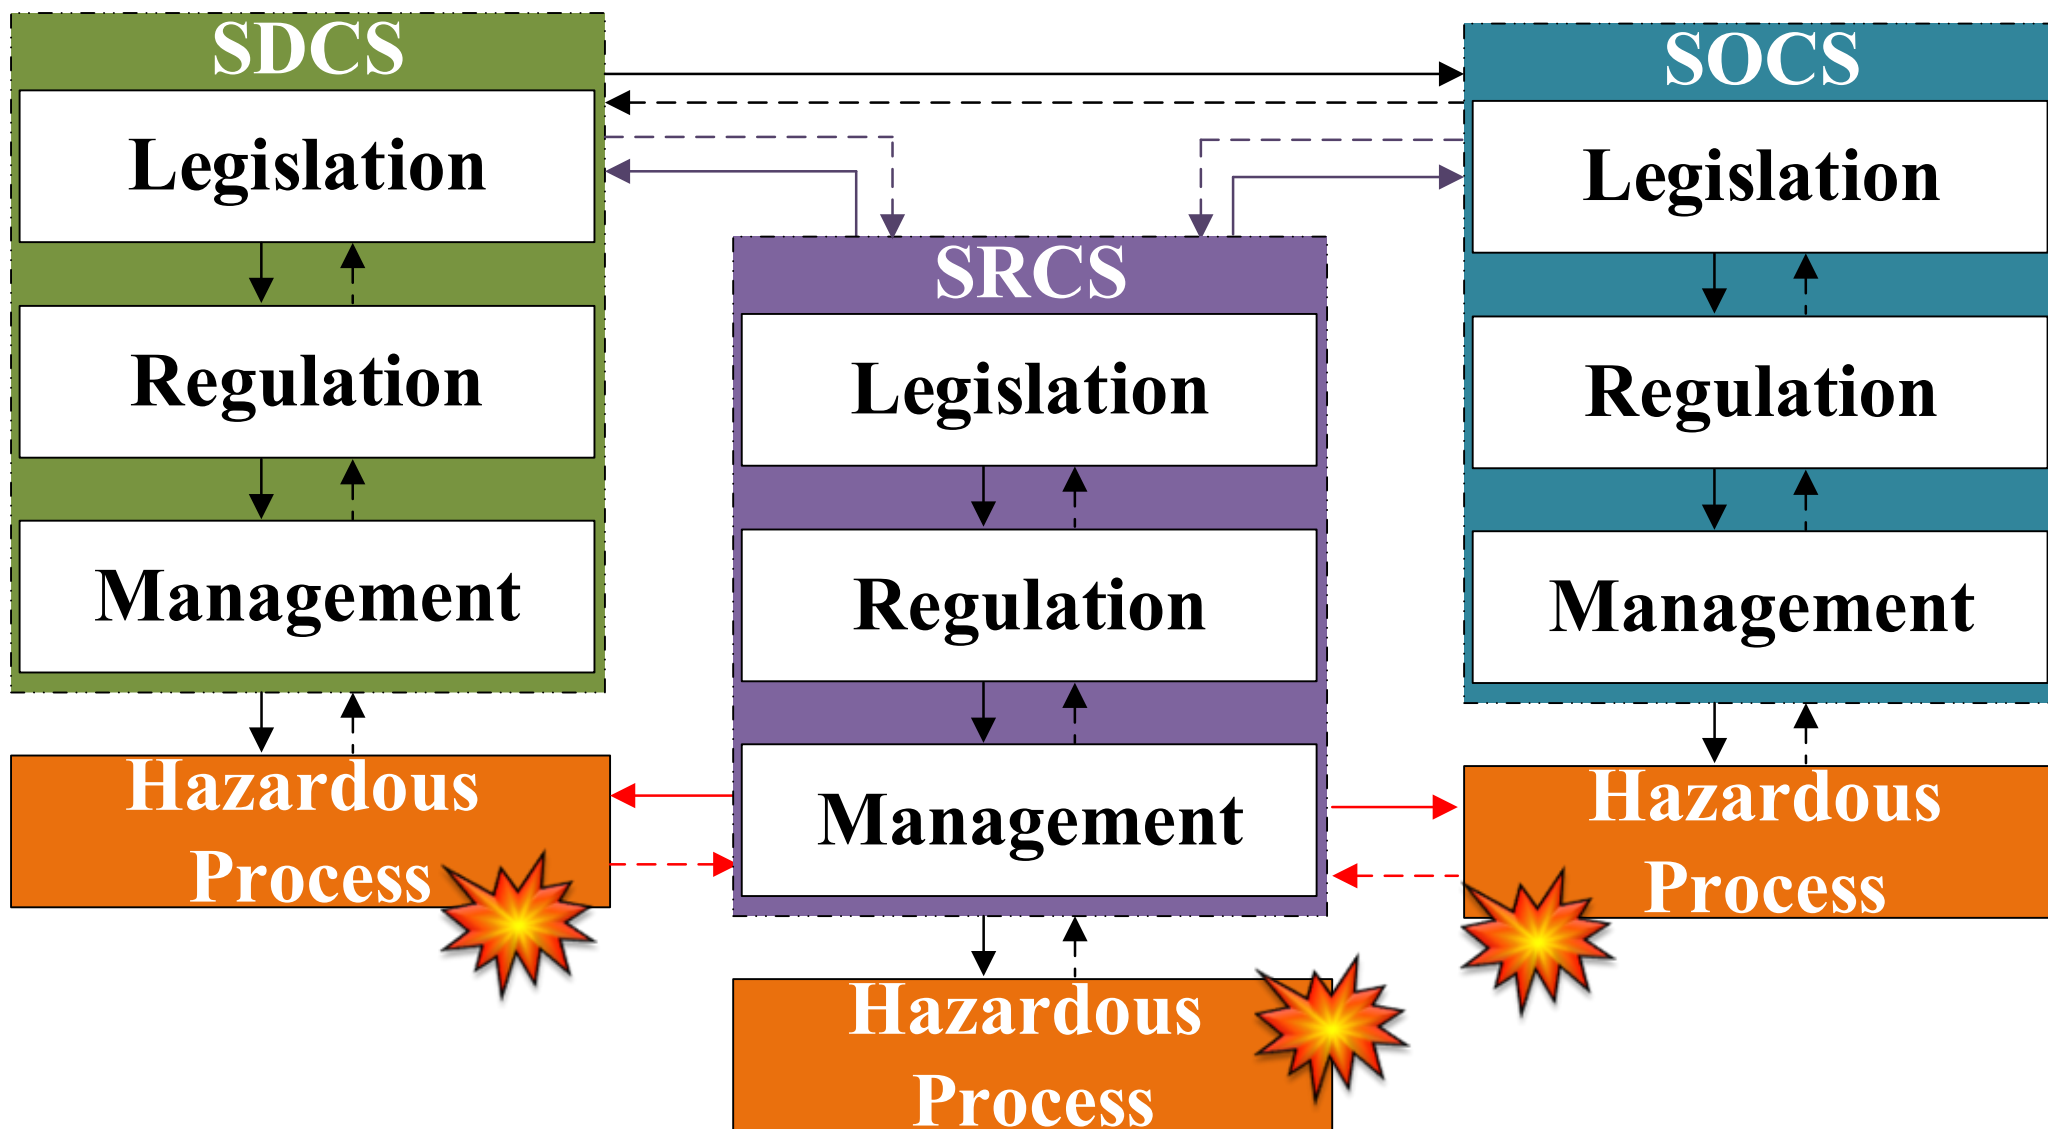 SDCS
Legislation
Regulation
Management
Hazardous
Process
SRCS
Legislation
Regulation
Management
Hazardous
Process
SOCS
Legislation
Regulation
Management
Hazardous
Process